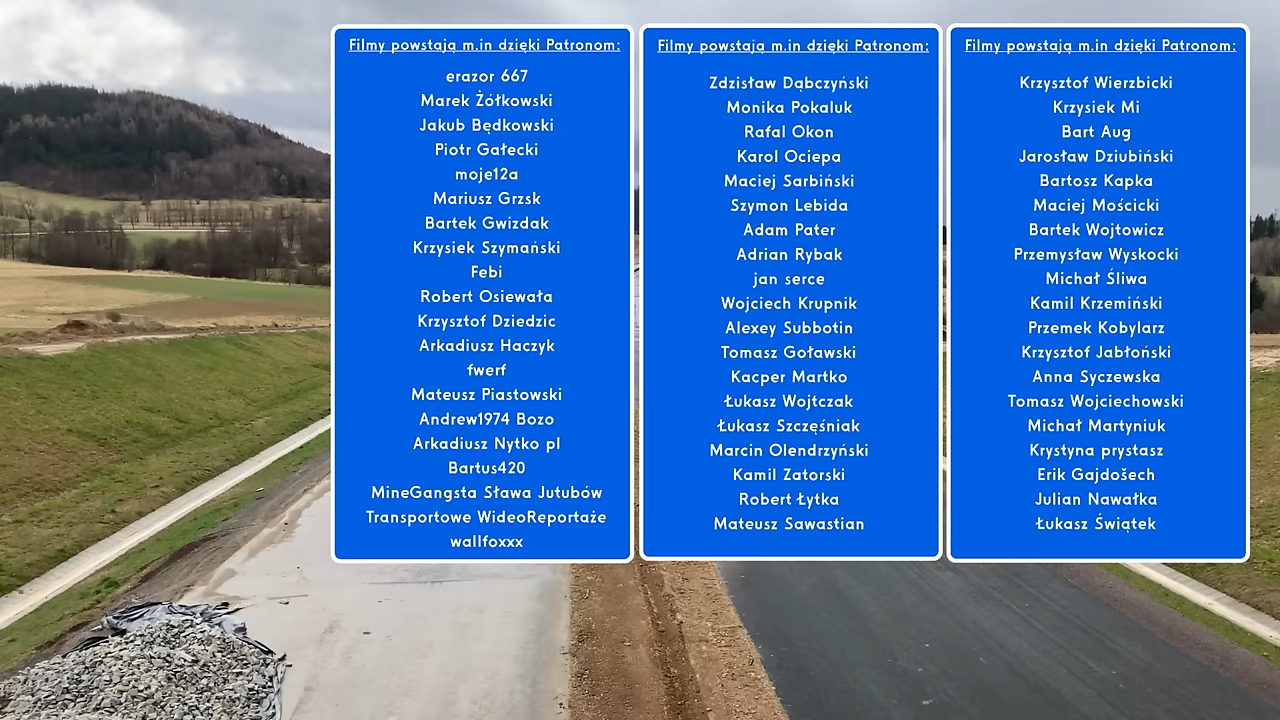 Filmy powstają m.in dzięki Patronom:
erazor 667
Marek Żółkowski
Jakub Będkowski
Piotr Gałecki
moje12a
Mariusz Grzsk
Bartek Gwizdak
Krzysiek Szymański
Febi
Robert Osiewała
Krzysztof Dziedzic
Arkadiusz Haczyk
fwerf
Mateusz Piastowski
Andrew1974 Bozo
Arkadiusz Nytko pl
Bartus420
MineGangsta Sława Jutubów
Transportowe WideoReportaże
wallfoxxx
Filmy powstają m.in dzięki Patronom:
Zdzisław Dąbczyński
Monika Pokaluk
Rafal Okon
Karol Ociepa
Maciej Sarbiński
Szymon Lebida
Adam Pater
Adrian Rybak
jan serce
Wojciech Krupnik
Alexey Subbotin
Tomasz Goławski
Kacper Martko
Łukasz Wojtczak
Łukasz Szczęśniak
Marcin Olendrzyński
Kamil Zatorski
Robert Łytka
Mateusz Sawastian
Filmy powstają m.in dzięki Patronom:
Krzysztof Wierzbicki
Krzysiek Mi
Bart Aug
Jarosław Dziubiński
Bartosz Kapka
Maciej Mościcki
Bartek Wojtowicz
Przemysław Wyskocki
Michał Śliwa
Kamil Krzemiński
Przemek Kobylarz
Krzysztof Jabłoński
Anna Syczewska
Tomasz Wojciechowski
Michał Martyniuk
Krystyna prystasz
Erik Gajdošech
Julian Nawałka
Łukasz Świątek